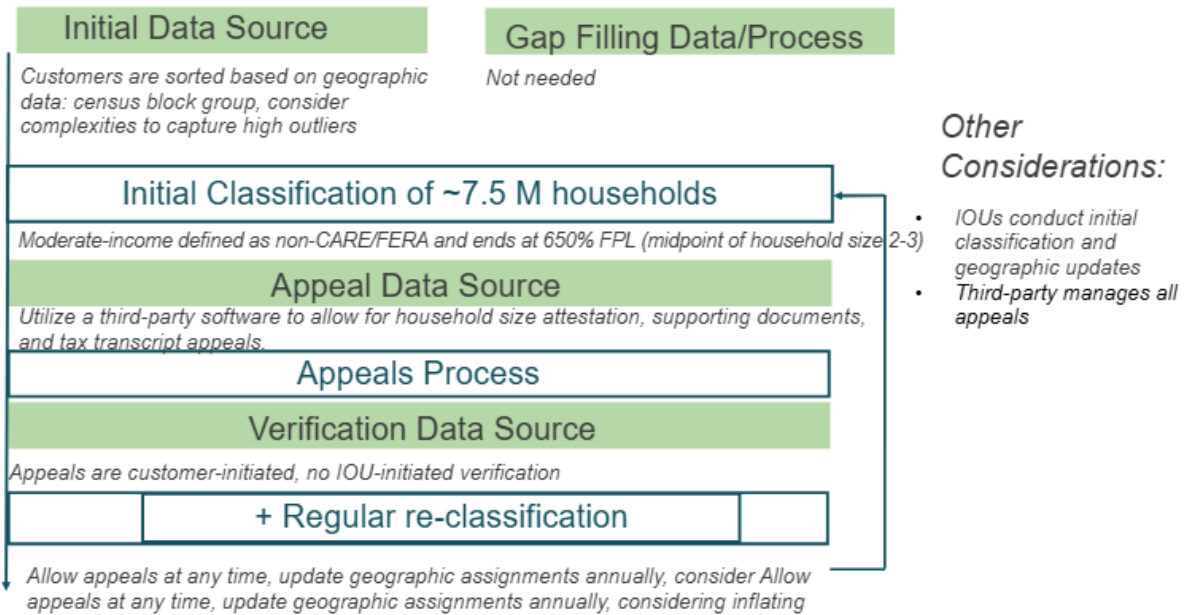 Initial Data Source
Gap Filling Data/Process
Customers are sorted based on geographic
data: census block group, consider
complexities to capture high outliers
Not needed
Other
Considerations:
Initial Classification of ~7.5 M households
• IOUs conduct initial
classification and
geographic updates
• Third-party manages all
appeals
Moderate-income defined as non-CARE/FERA and ends at 650% FPL (midpoint of household size 2-3)
Appeal Data Source
Utilize a third-party software to allow for household size attestation, supporting documents,
and tax transcript appeals.
Appeals Process
Verification Data Source
Appeals are customer-initiated, no IOU-initiated verification
+ Regular re-classification
Allow appeals at any time, update geographic assignments annually, consider Allow
appeals at any time, update geographic assignments annually, considering inflating